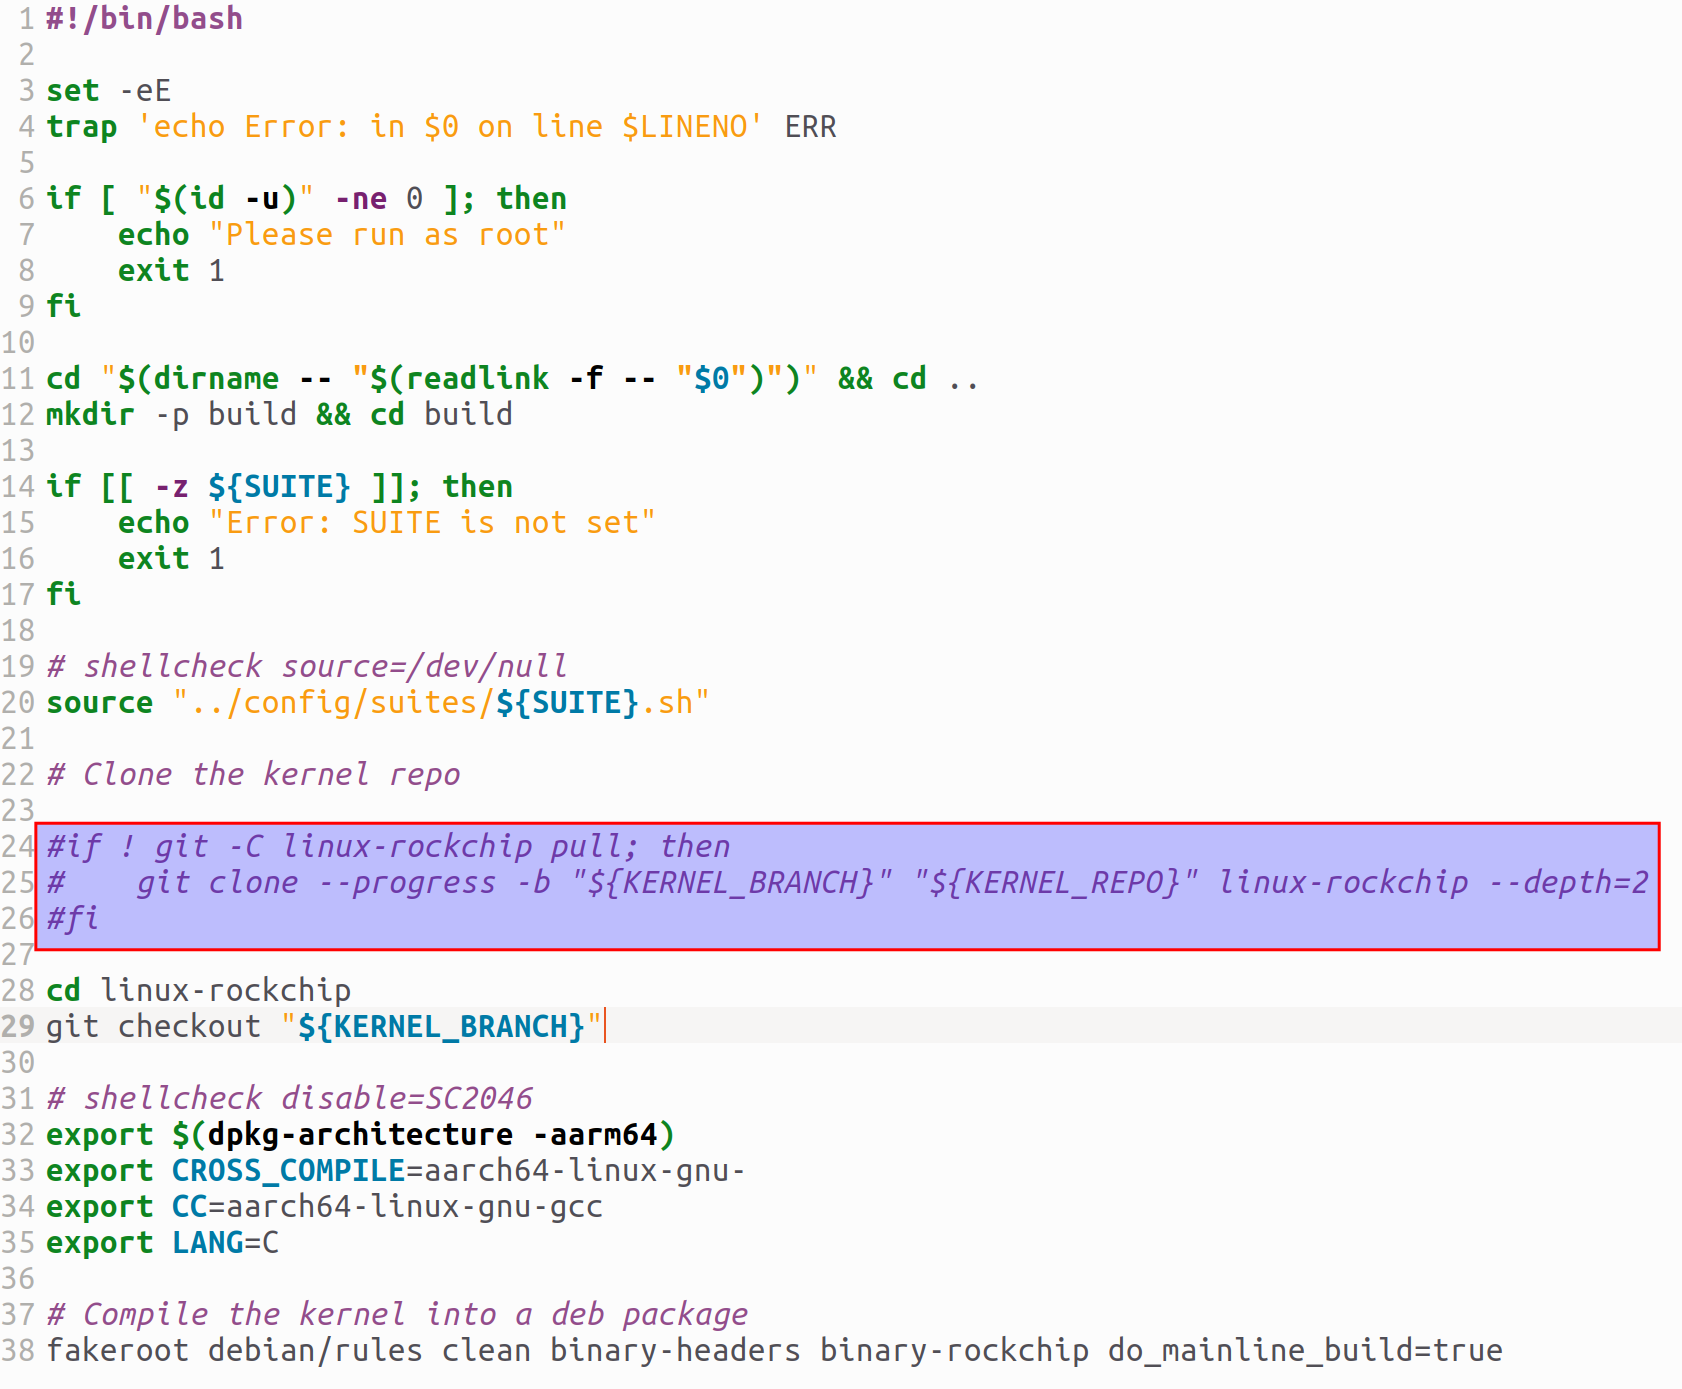 1 #!/bin/bash
2
3 set -eE
4 trap 'echo Error: in $0 on line $LINENO' ERR
5
6 if [ "$(id -u)" -ne 0 ]; then
7     echo "Please run as root"
8     exit 1
9 fi
10
11 cd "$(dirname -- "$(readlink -f -- "$0")")" && cd ..
12 mkdir -p build && cd build
13
14 if [[ -z ${SUITE} ]]; then
15     echo "Error: SUITE is not set"
16     exit 1
17 fi
18
19 # shellcheck source=/dev/null
20 source "../config/suites/${SUITE}.sh"
21
22 # Clone the kernel repo
23
24 #if ! git -C linux-rockchip pull; then
25 #    git clone --progress -b "${KERNEL_BRANCH}" "${KERNEL_REPO}" linux-rockchip --depth=2
26 #fi
27
28 cd linux-rockchip
29 git checkout "${KERNEL_BRANCH}"
30
31 # shellcheck disable=SC2046
32 export $(dpkg-architecture -aarm64)
33 export CROSS_COMPILE=aarch64-linux-gnu-
34 export CC=aarch64-linux-gnu-gcc
35 export LANG=C
36
37 # Compile the kernel into a deb package
38 fakeroot debian/rules clean binary-headers binary-rockchip do_mainline_build=true